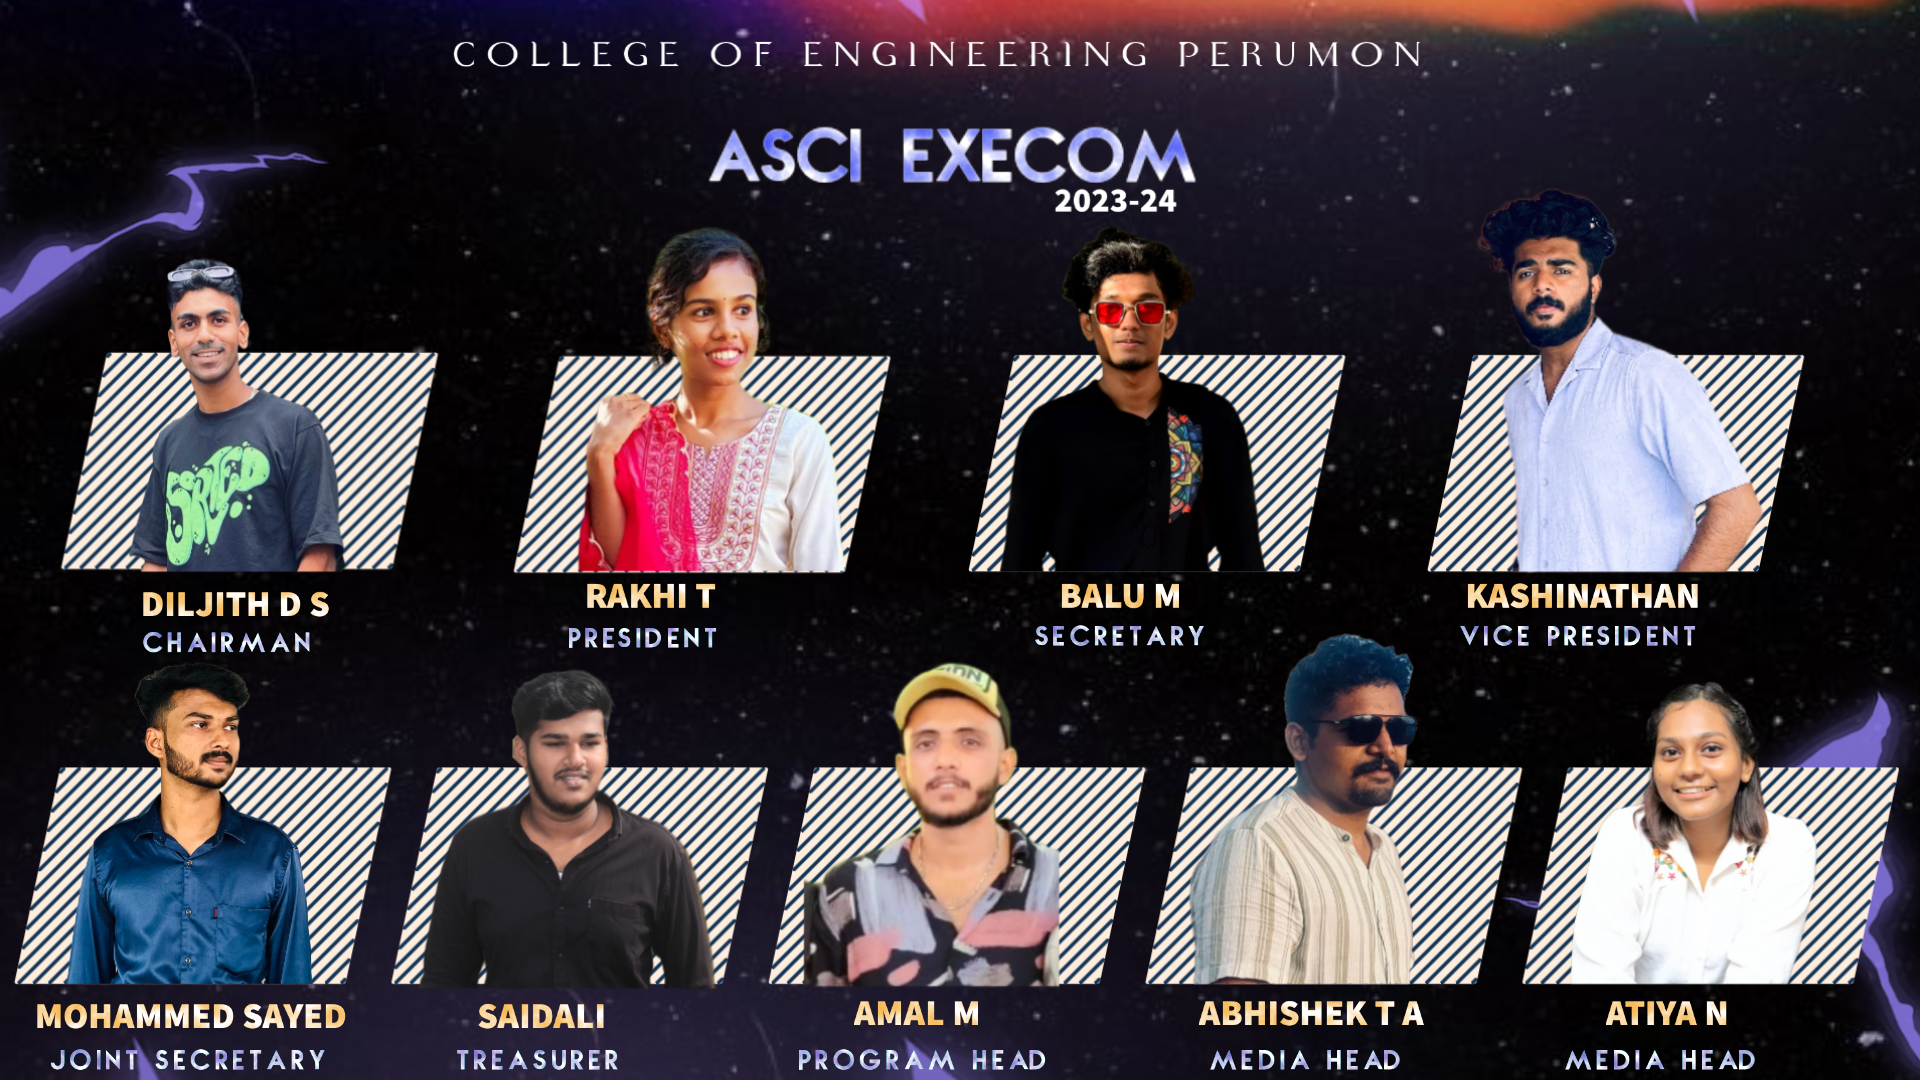 COLLEGE OF ENGINEERING PERUMON
ASCI EXECOM
2023-24
SORTED
DILJITH D S
CHAIRMAN
RAKHI T
PRESIDENT
BALU M
SECRETARY
KASHINATHAN
VICE PRESIDENT
MOHAMMED SAYED
JOINT SECRETARY
SAIDALI
TREASURER
AMAL M
PROGRAM HEAD
ABHISHEK T A
MEDIA HEAD
ATIYA N
MEDIA HEAD